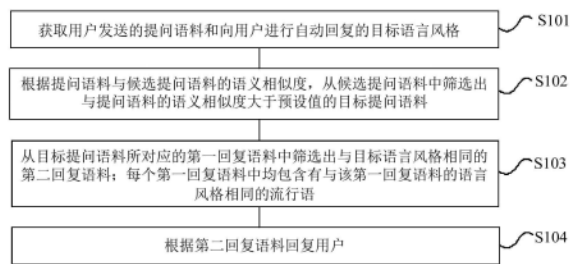 获取用户发送的提问语料和向用户进行自动回复的目标语言风格
S101
根据提问语料与候选提问语料的语义相似度，从候选提问语料中筛选出
与提问语料的语义相似度大于预设值的目标提问语料
S102
从目标提问语料所对应的第一回复语料中筛选出与目标语言风格相同的
第二回复语料；每个第一回复语料中均包含有与该第一回复语料的语言
风格相同的流行语
S103
根据第二回复语料回复用户
S104